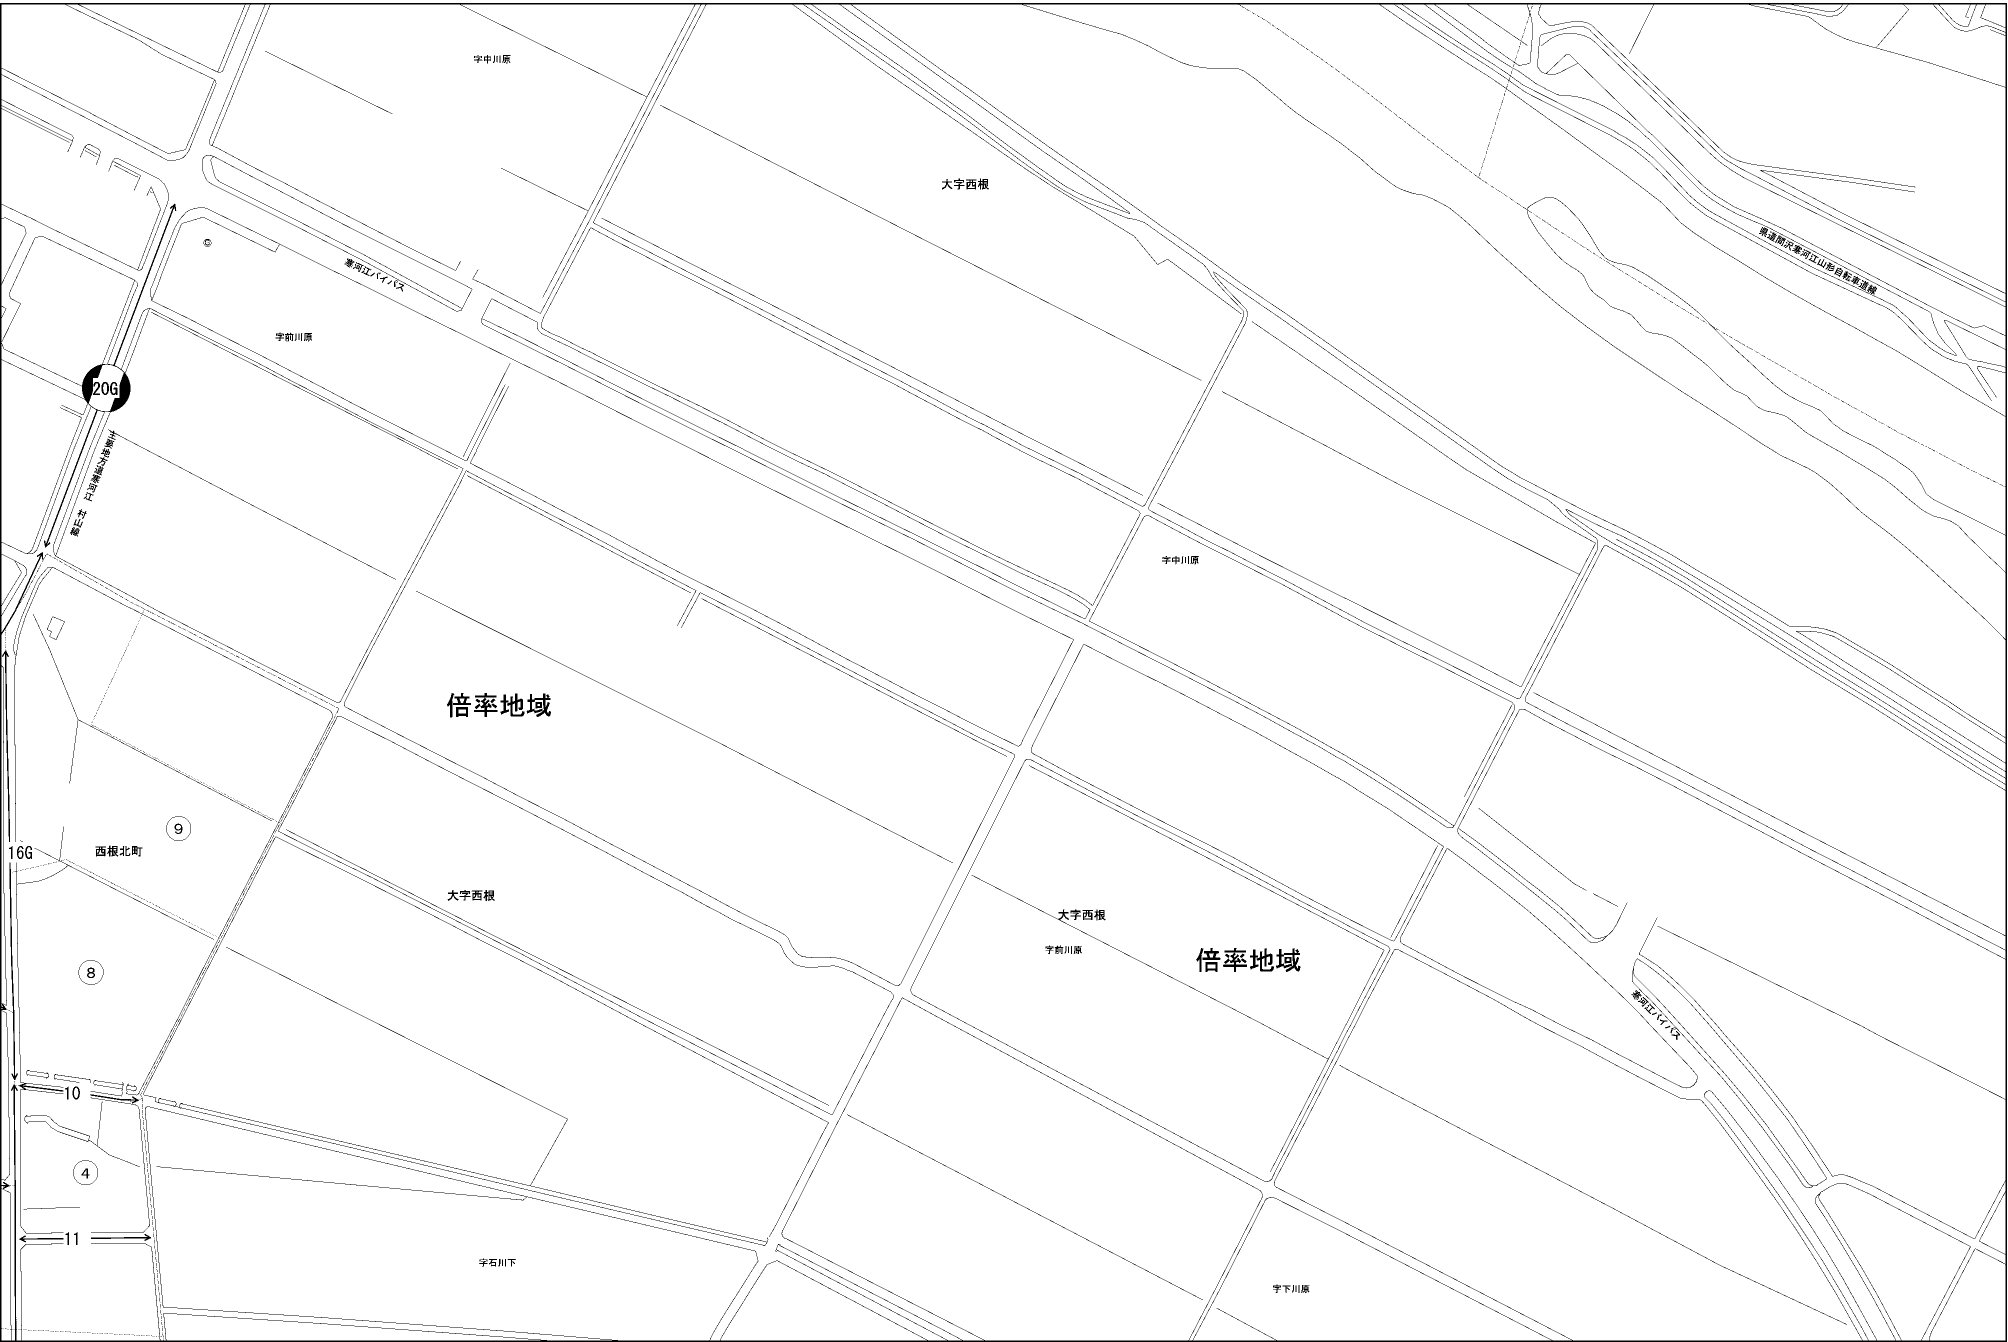 字中川原
大字西根
県道間沢寒河江山形自転車道線
寒河江バイパス
字前川原
20G
主要地方道寒河江 村山線
字中川原
倍率地域
9
16G
西根北町
大字西根
大字西根
字前川原
倍率地域
8
寒河江バイパス
10
4
11
字石川下
字下川原